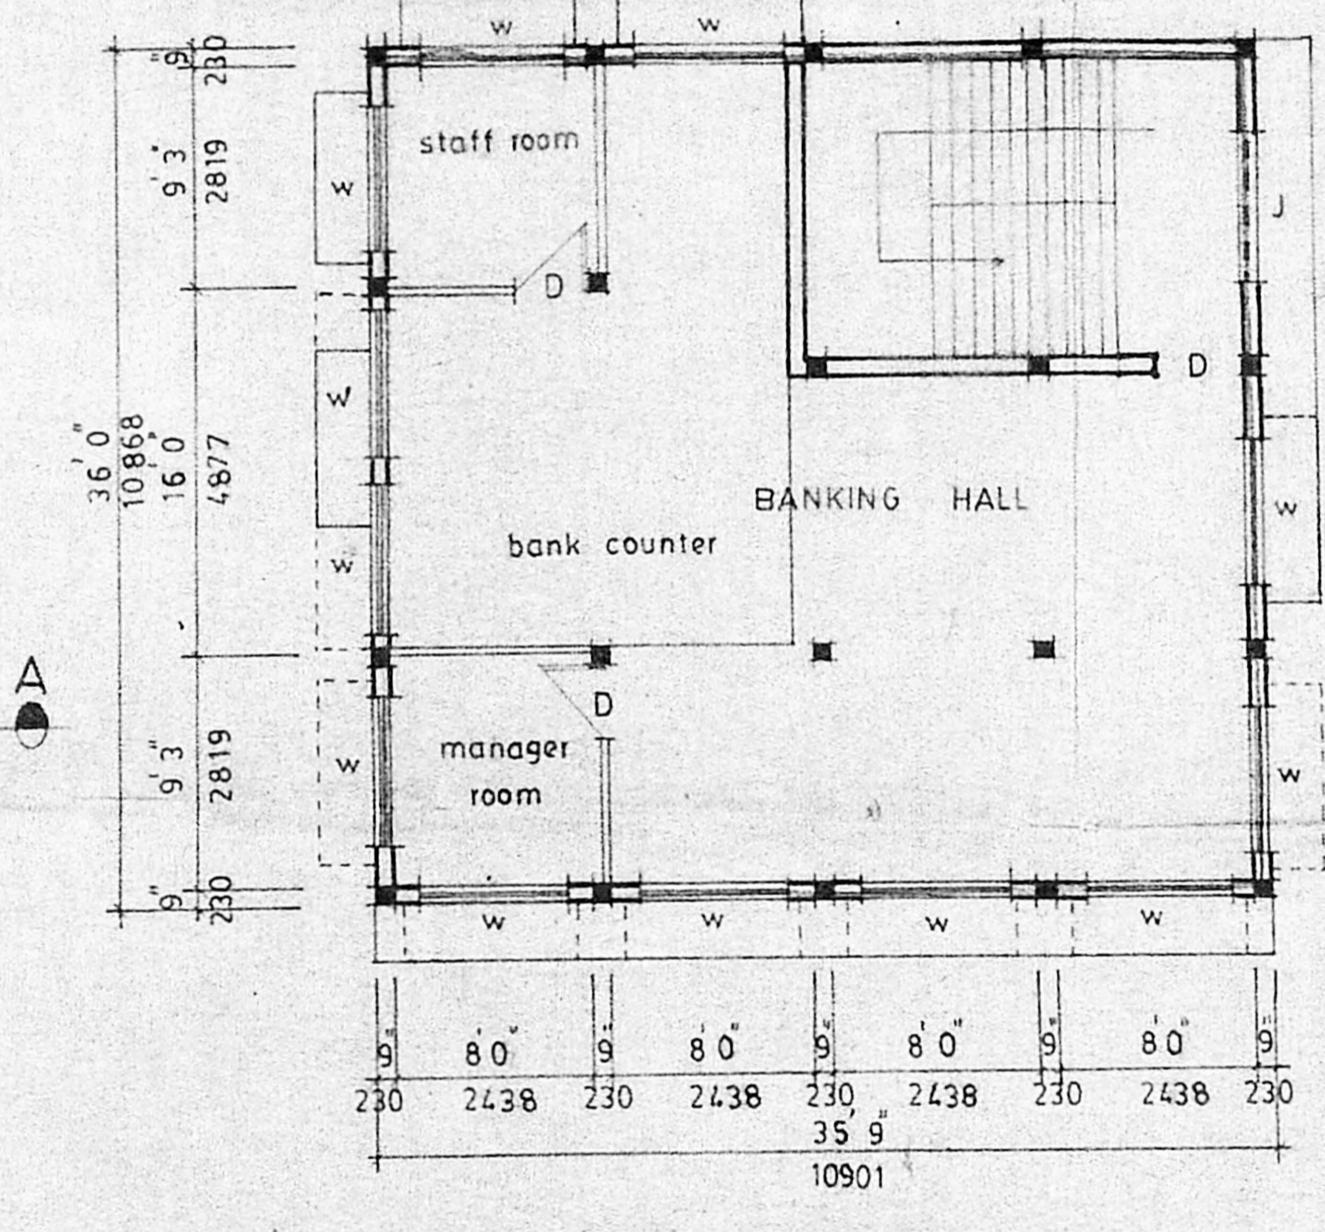 w w
9" 230
staff room
9' 3" 2819
w
J
D
D
w
36' 0" 10868
16' 0" 4877
BANKING HALL
w
bank counter
w
A
D
manager
room
w
w
9' 3" 2819
9" 230
w w w w
9" 8' 0" 9" 8' 0" 9" 8' 0" 9" 8' 0" 9"
230 2438 230 2438 230 2438 230 2438 230
35' 9"
10901